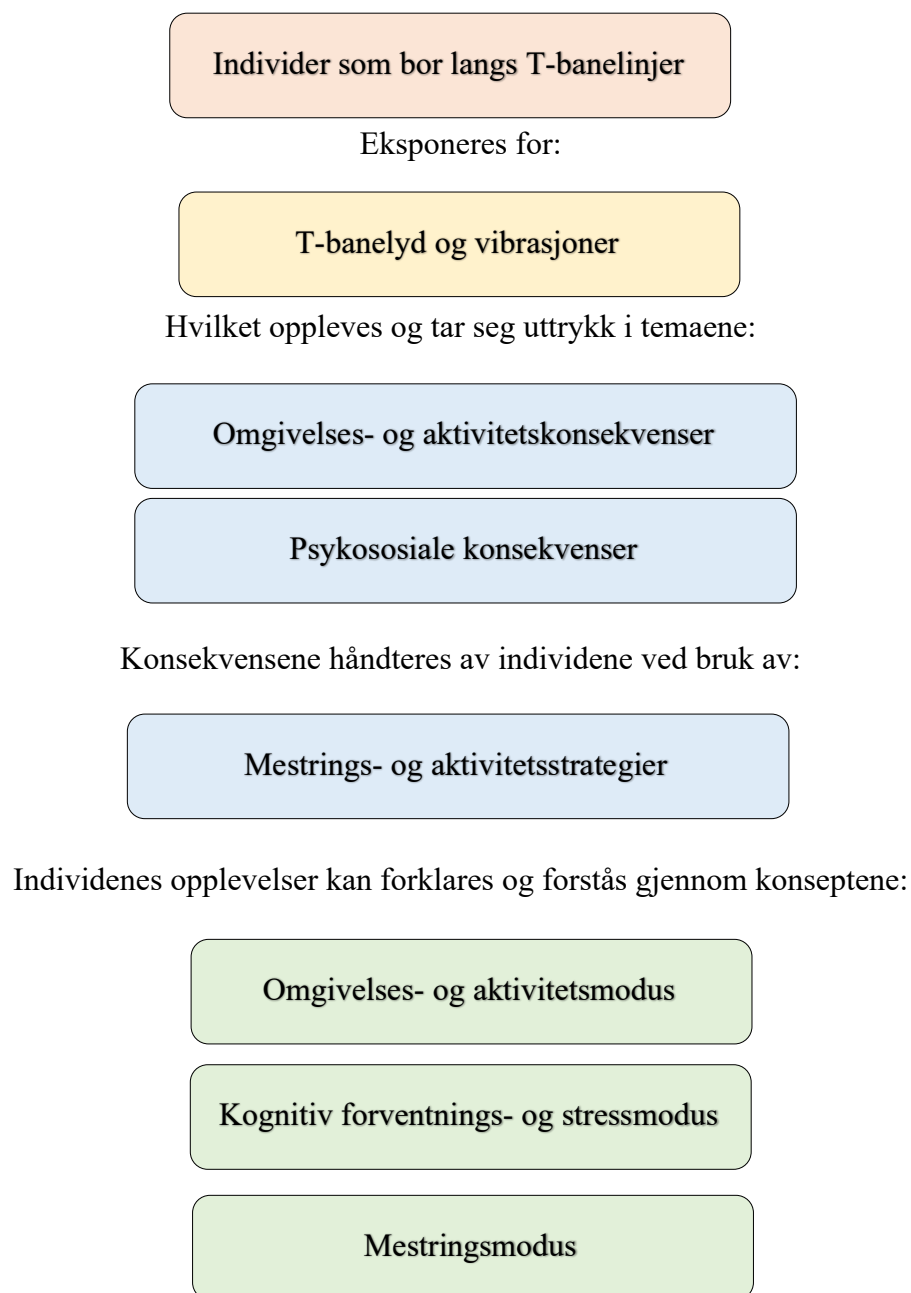 Individer som bor langs T-banelinjer
Eksponeres for:
T-banelyd og vibrasjoner
Hvilket oppleves og tar seg uttrykk i temaene:
Omgivelses- og aktivitetskonsekvenser
Psykososiale konsekvenser
Konsekvensene håndteres av individene ved bruk av:
Mestrings- og aktivitetsstrategier
Individenes opplevelser kan forklares og forstås gjennom konseptene:
Omgivelses- og aktivitetsmodus
Kognitiv forventnings- og stressmodus
Mestringsmodus